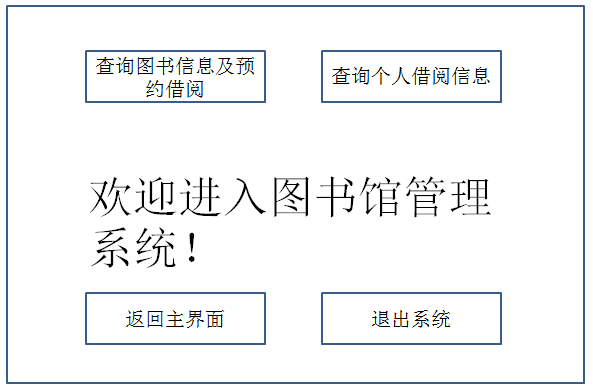 查询图书信息及预
约借阅
查询个人借阅信息
欢迎进入图书馆管理
系统！
返回主界面
退出系统